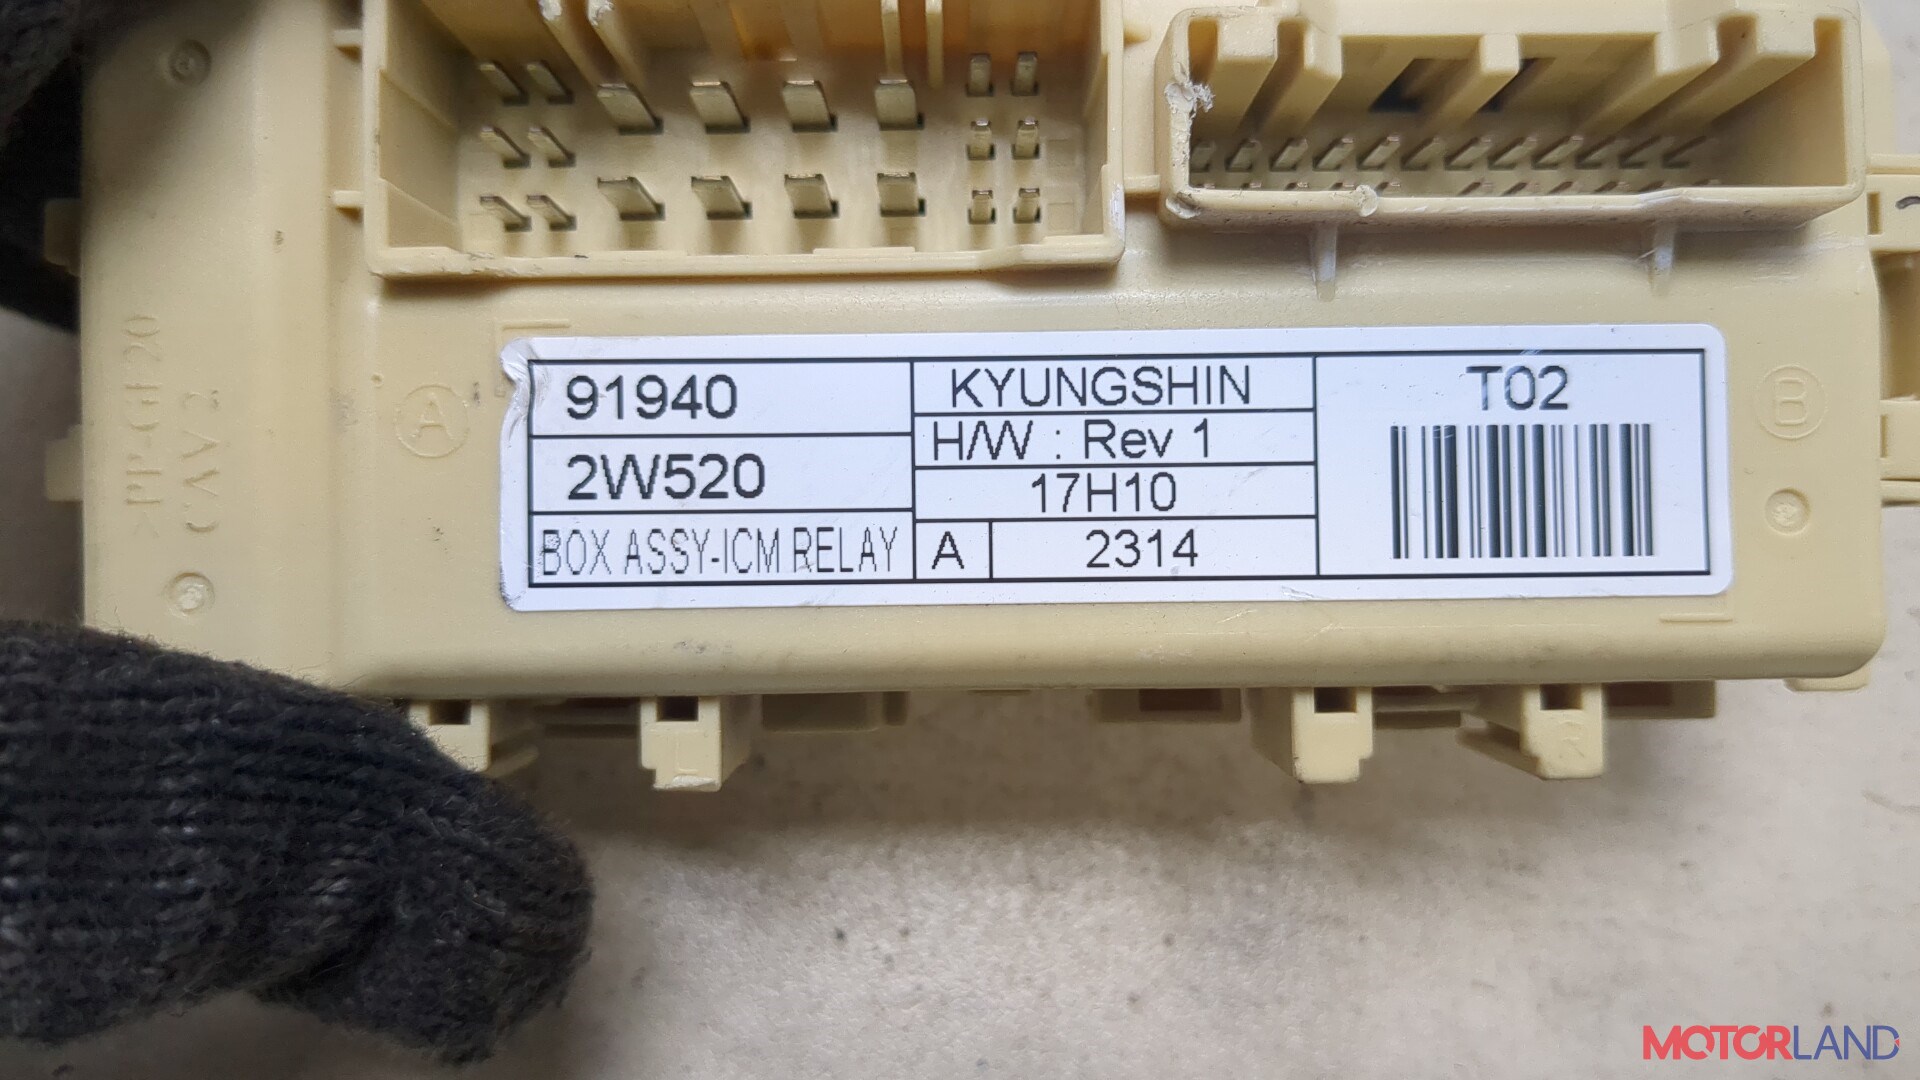 91940
2W520
BOX ASSY-ICM RELAY
KYUNGSHIN
H/W : Rev 1
17H10
A 2314
T02
A
B
L
R
MOTORLAND